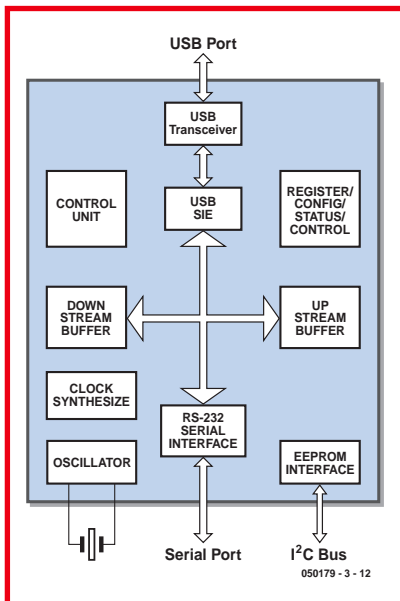 USB Port
USB
Transceiver
CONTROL
UNIT
USB
SIE
REGISTER/
CONFIG/
STATUS/
CONTROL
DOWN
STREAM
BUFFER
UP
STREAM
BUFFER
CLOCK
SYNTHESIZE
RS-232
SERIAL
INTERFACE
OSCILLATOR
EEPROM
INTERFACE
Serial Port
I²C Bus
050179 - 3 - 12